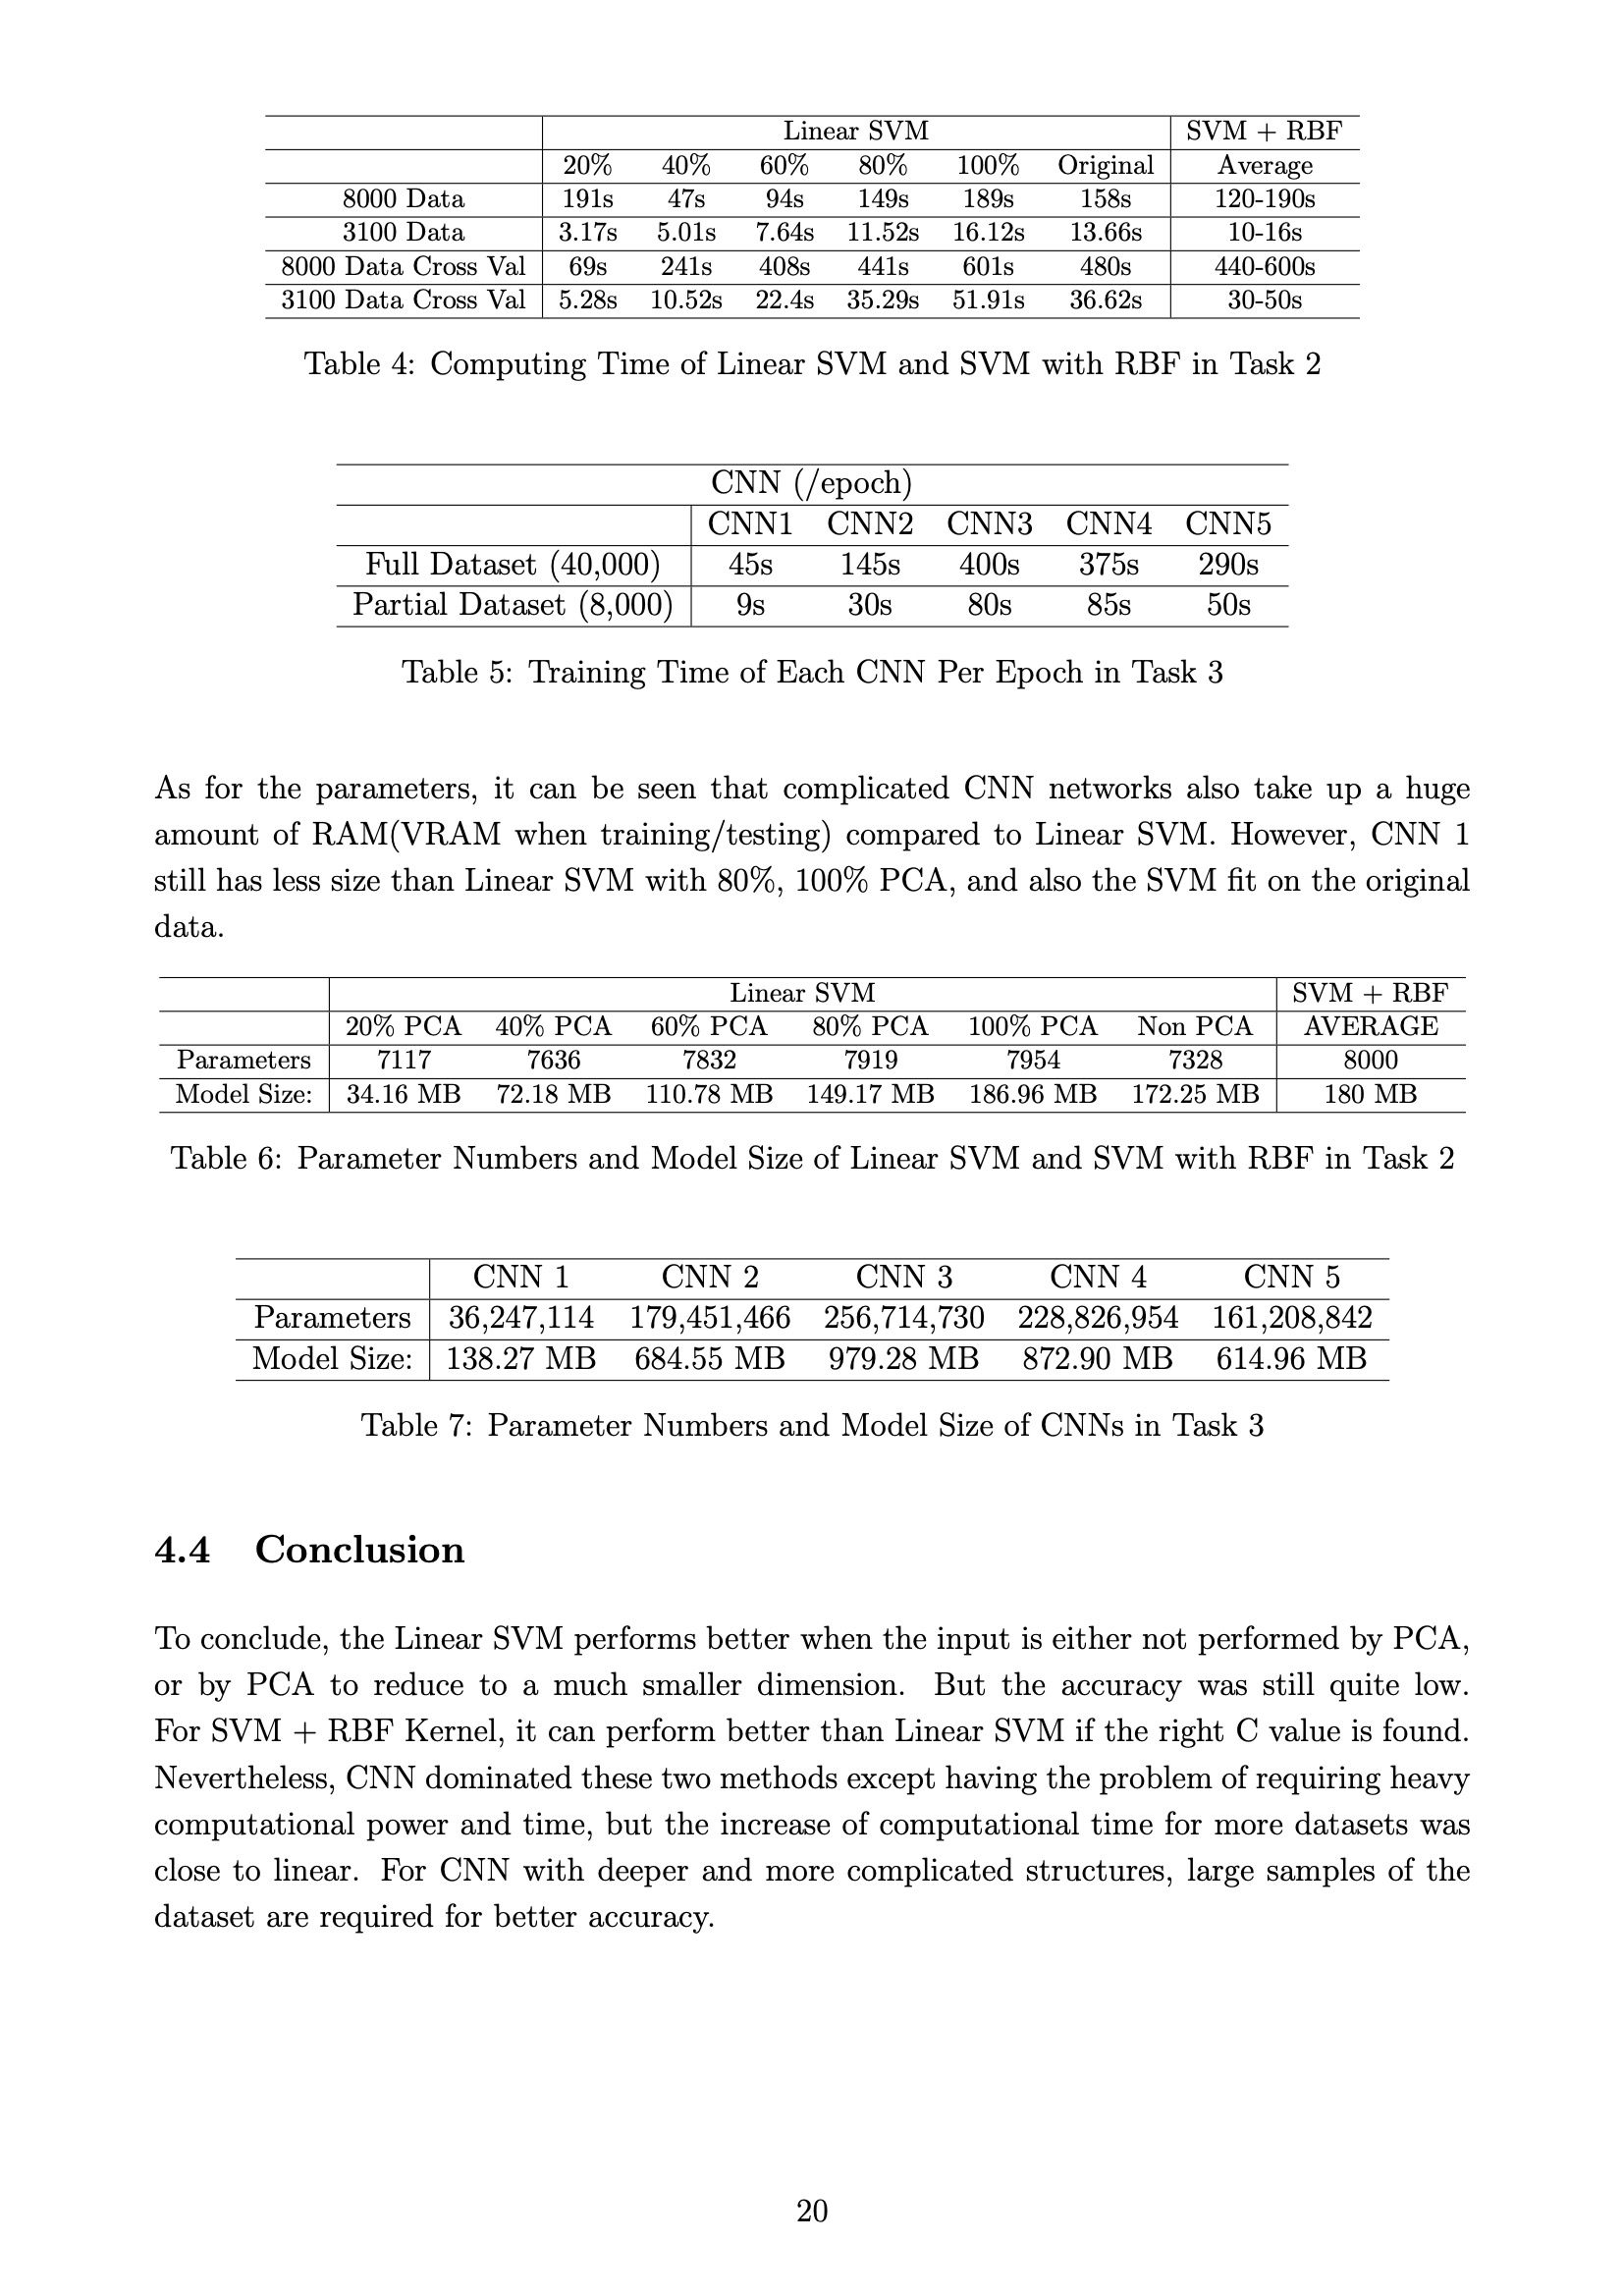 Linear SVM SVM + RBF
20% 40% 60% 80% 100% Original Average
8000 Data 191s 47s 94s 149s 189s 158s 120-190s
3100 Data 3.17s 5.01s 7.64s 11.52s 16.12s 13.66s 10-16s
8000 Data Cross Val 69s 241s 408s 441s 601s 480s 440-600s
3100 Data Cross Val 5.28s 10.52s 22.4s 35.29s 51.91s 36.62s 30-50s
Table 4: Computing Time of Linear SVM and SVM with RBF in Task 2
CNN (/epoch)
CNN1 CNN2 CNN3 CNN4 CNN5
Full Dataset (40,000) 45s 145s 400s 375s 290s
Partial Dataset (8,000) 9s 30s 80s 85s 50s
Table 5: Training Time of Each CNN Per Epoch in Task 3
As for the parameters, it can be seen that complicated CNN networks also take up a huge
amount of RAM(VRAM when training/testing) compared to Linear SVM. However, CNN 1
still has less size than Linear SVM with 80%, 100% PCA, and also the SVM fit on the original
data.
Linear SVM SVM + RBF
20% PCA 40% PCA 60% PCA 80% PCA 100% PCA Non PCA AVERAGE
Parameters 7117 7636 7832 7919 7954 7328 8000
Model Size: 34.16 MB 72.18 MB 110.78 MB 149.17 MB 186.96 MB 172.25 MB 180 MB
Table 6: Parameter Numbers and Model Size of Linear SVM and SVM with RBF in Task 2
CNN 1 CNN 2 CNN 3 CNN 4 CNN 5
Parameters 36,247,114 179,451,466 256,714,730 228,826,954 161,208,842
Model Size: 138.27 MB 684.55 MB 979.28 MB 872.90 MB 614.96 MB
Table 7: Parameter Numbers and Model Size of CNNs in Task 3
4.4 Conclusion
To conclude, the Linear SVM performs better when the input is either not performed by PCA,
or by PCA to reduce to a much smaller dimension. But the accuracy was still quite low.
For SVM + RBF Kernel, it can perform better than Linear SVM if the right C value is found.
Nevertheless, CNN dominated these two methods except having the problem of requiring heavy
computational power and time, but the increase of computational time for more datasets was
close to linear. For CNN with deeper and more complicated structures, large samples of the
dataset are required for better accuracy.
20